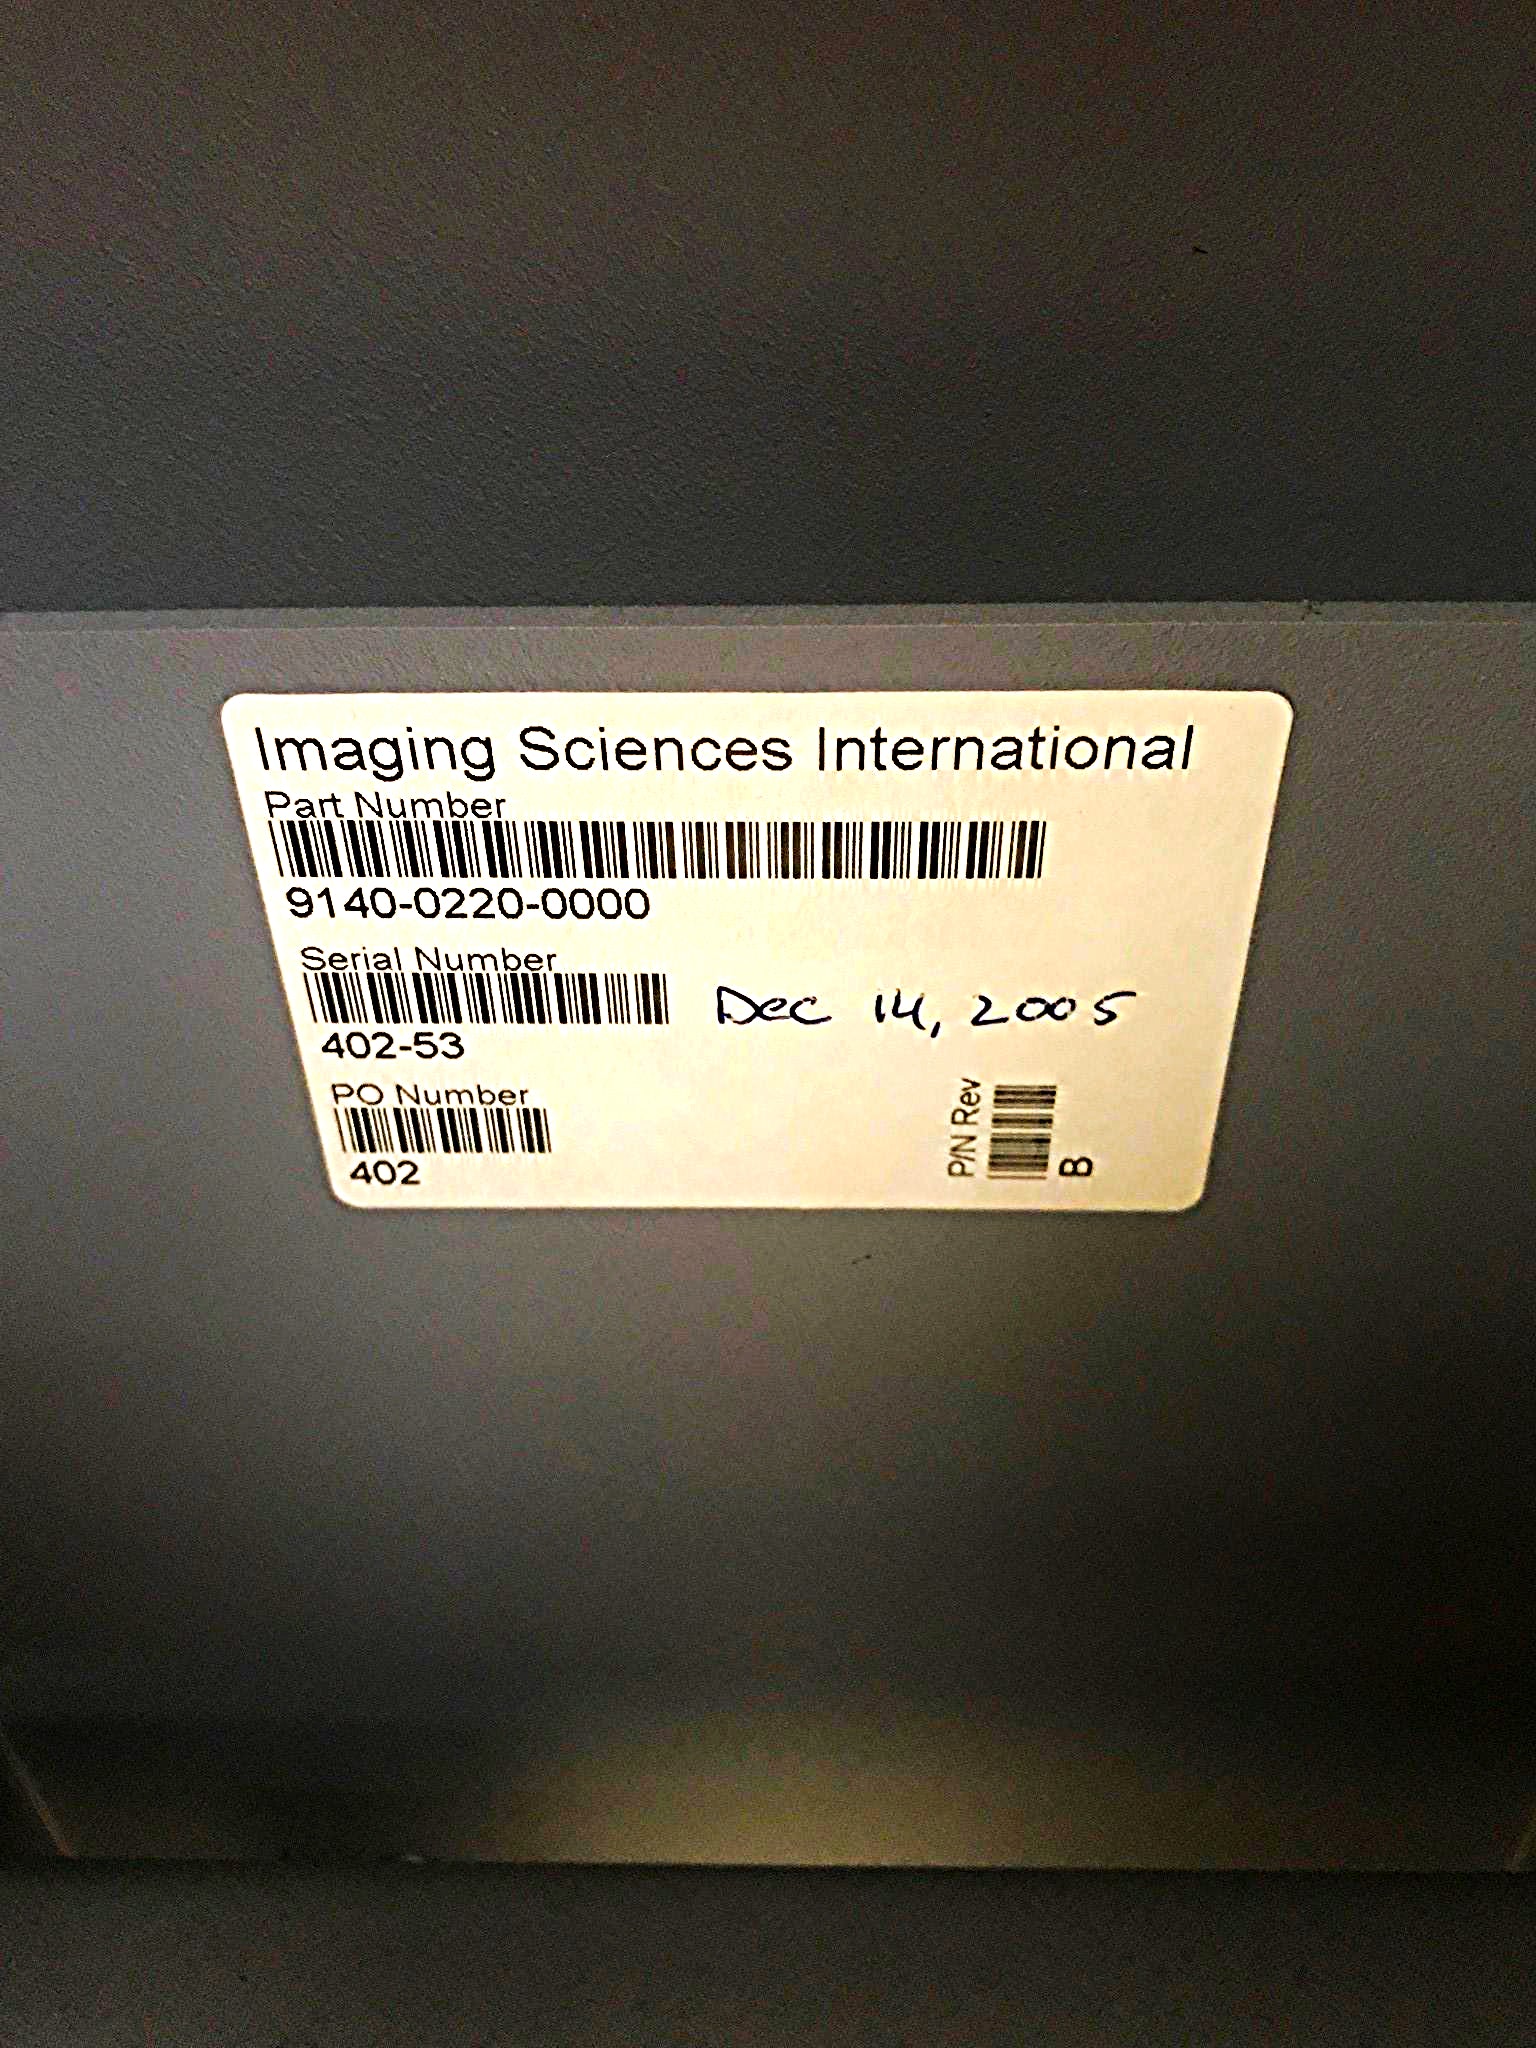 Imaging Sciences International
Part Number
9140-0220-0000
Serial Number
402-53
Dec 14, 2005
PO Number
402
P/N Rev
B